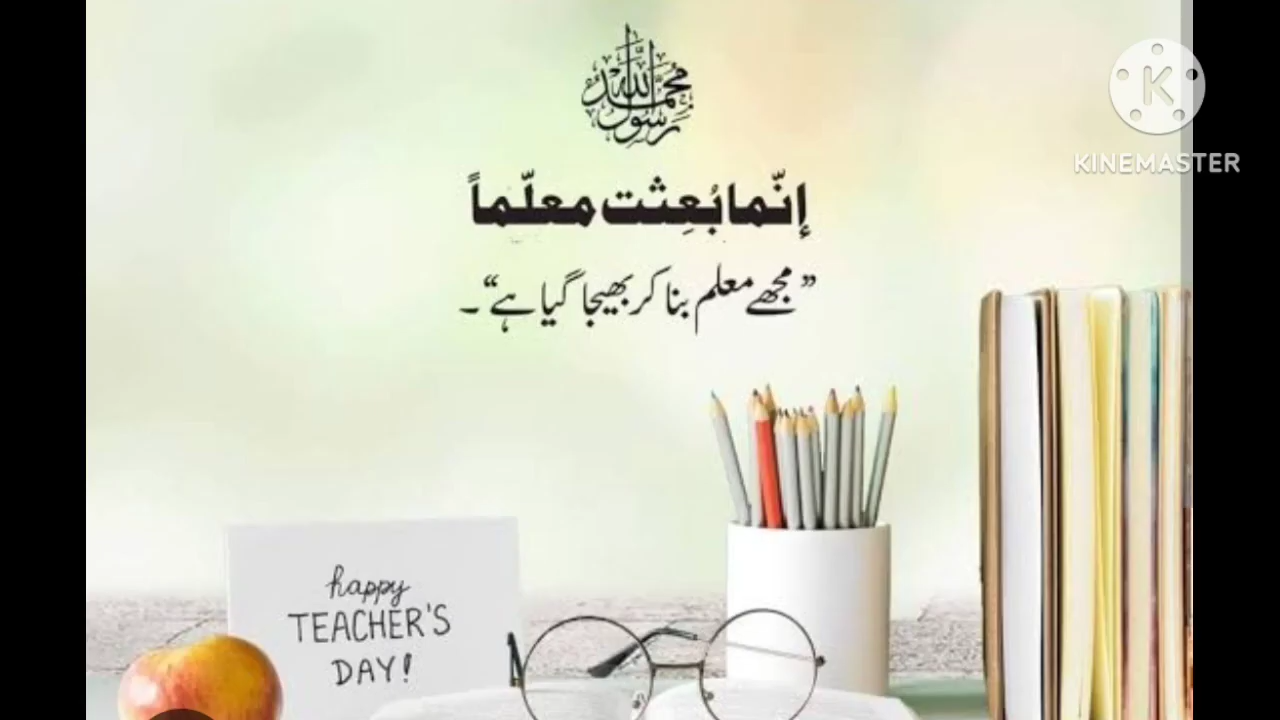 محمد رسول الله
إنّما بُعِثت معلّماً
”مجھے معلم بنا کر بھیجا گیا ہے“۔
KINEMASTER
happy
TEACHER'S
DAY!